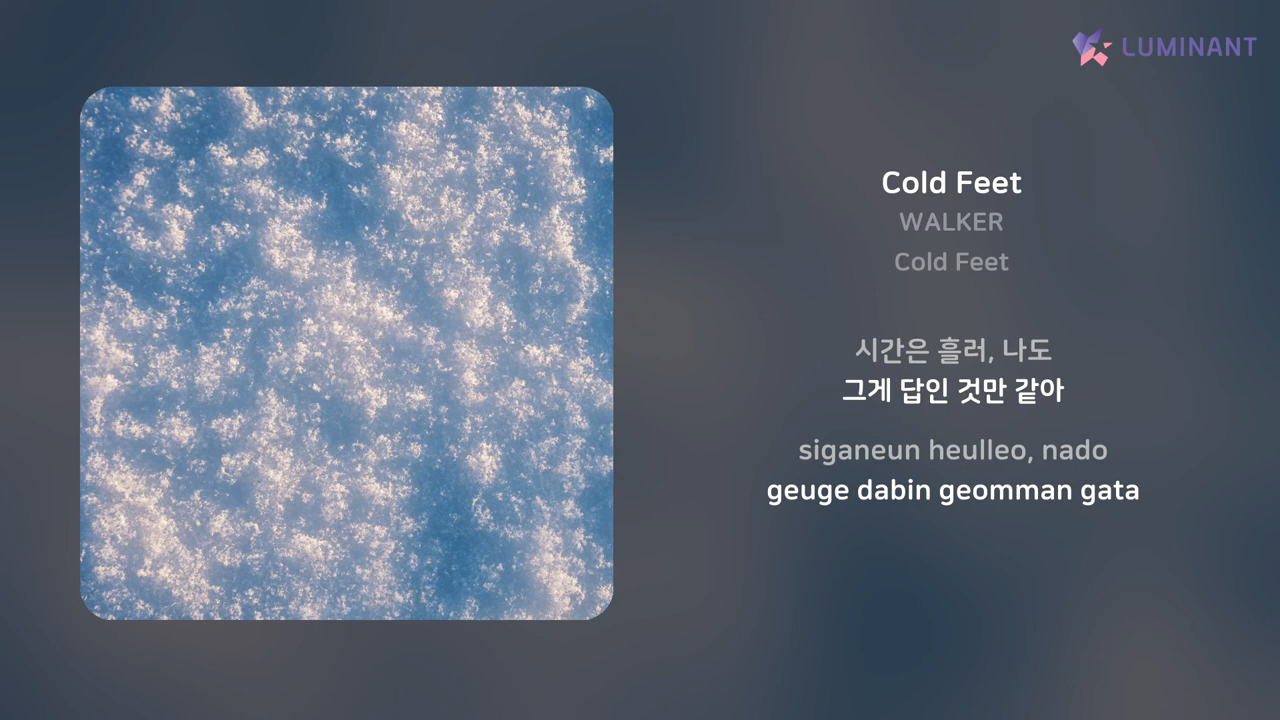 LUMINANT
Cold Feet
WALKER
Cold Feet
시간은 흘러, 나도
그게 답인 것만 같아
siganeun heulleo, nado
geuge dabin geomman gata